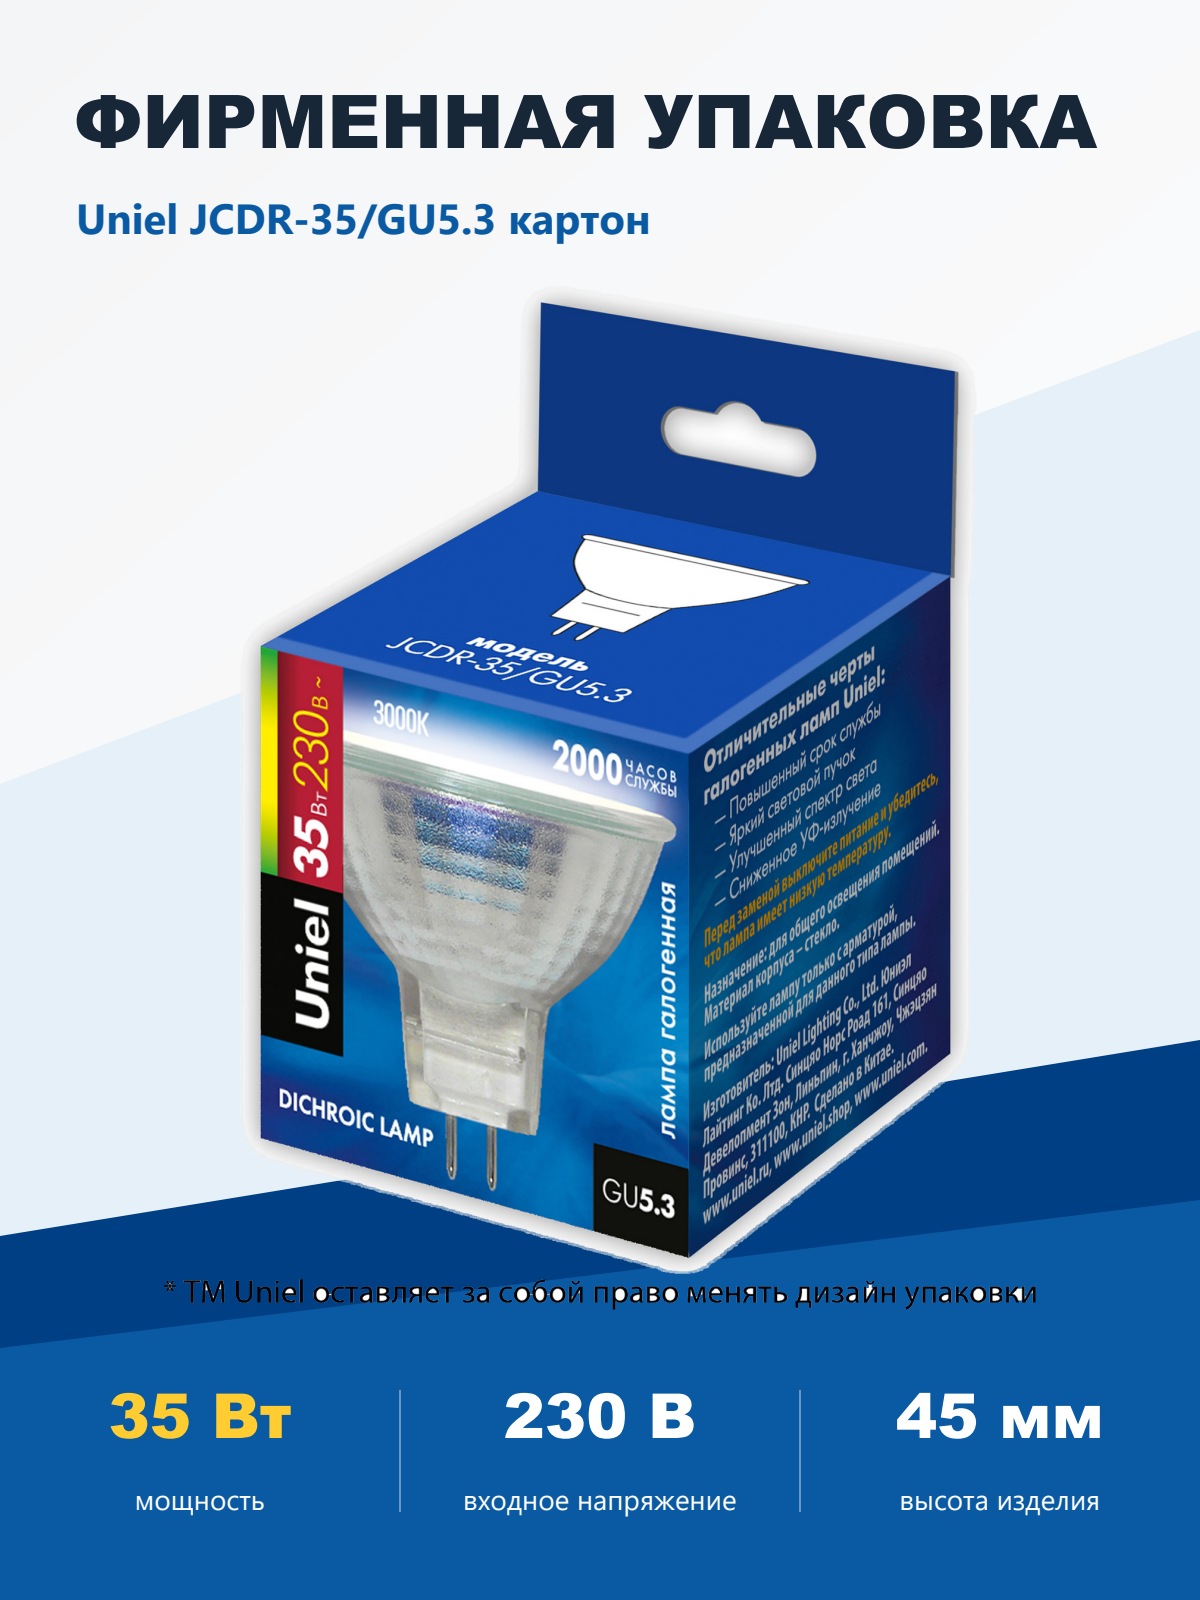 ФИРМЕННАЯ УПАКОВКА
Uniel JCDR-35/GU5.3 картон
модель
JCDR-35/GU5.3
Uniel 35Вт 230В ~
3000K
2000 ЧАСОВ
СЛУЖБЫ
лампа галогенная
DICHROIC LAMP
GU5.3
Отличительные черты
галогенных ламп Uniel:
— Повышенный срок службы
— Яркий световой пучок
— Улучшенный спектр света
— Сниженное УФ-излучение
Перед заменой выключите питание и убедитесь,
что лампа имеет низкую температуру.
Назначение: для общего освещения помещений.
Материал корпуса – стекло.
Используйте лампу только с арматурой,
предназначенной для данного типа лампы.
Изготовитель: Uniel Lighting Co., Ltd. Юниэл
Лайтинг Ко. Лтд. Синцяо Норс Роад 161, Синцяо
Девелопмент Зон, Линьпин, г. Ханчжоу, Чжэцзян
Провинс, 311100, КНР. Сделано в Китае.
www.uniel.ru, www.uniel.shop, www.uniel.com.
* ТМ Uniel оставляет за собой право менять дизайн упаковки
35 Вт
мощность
230 В
входное напряжение
45 мм
высота изделия